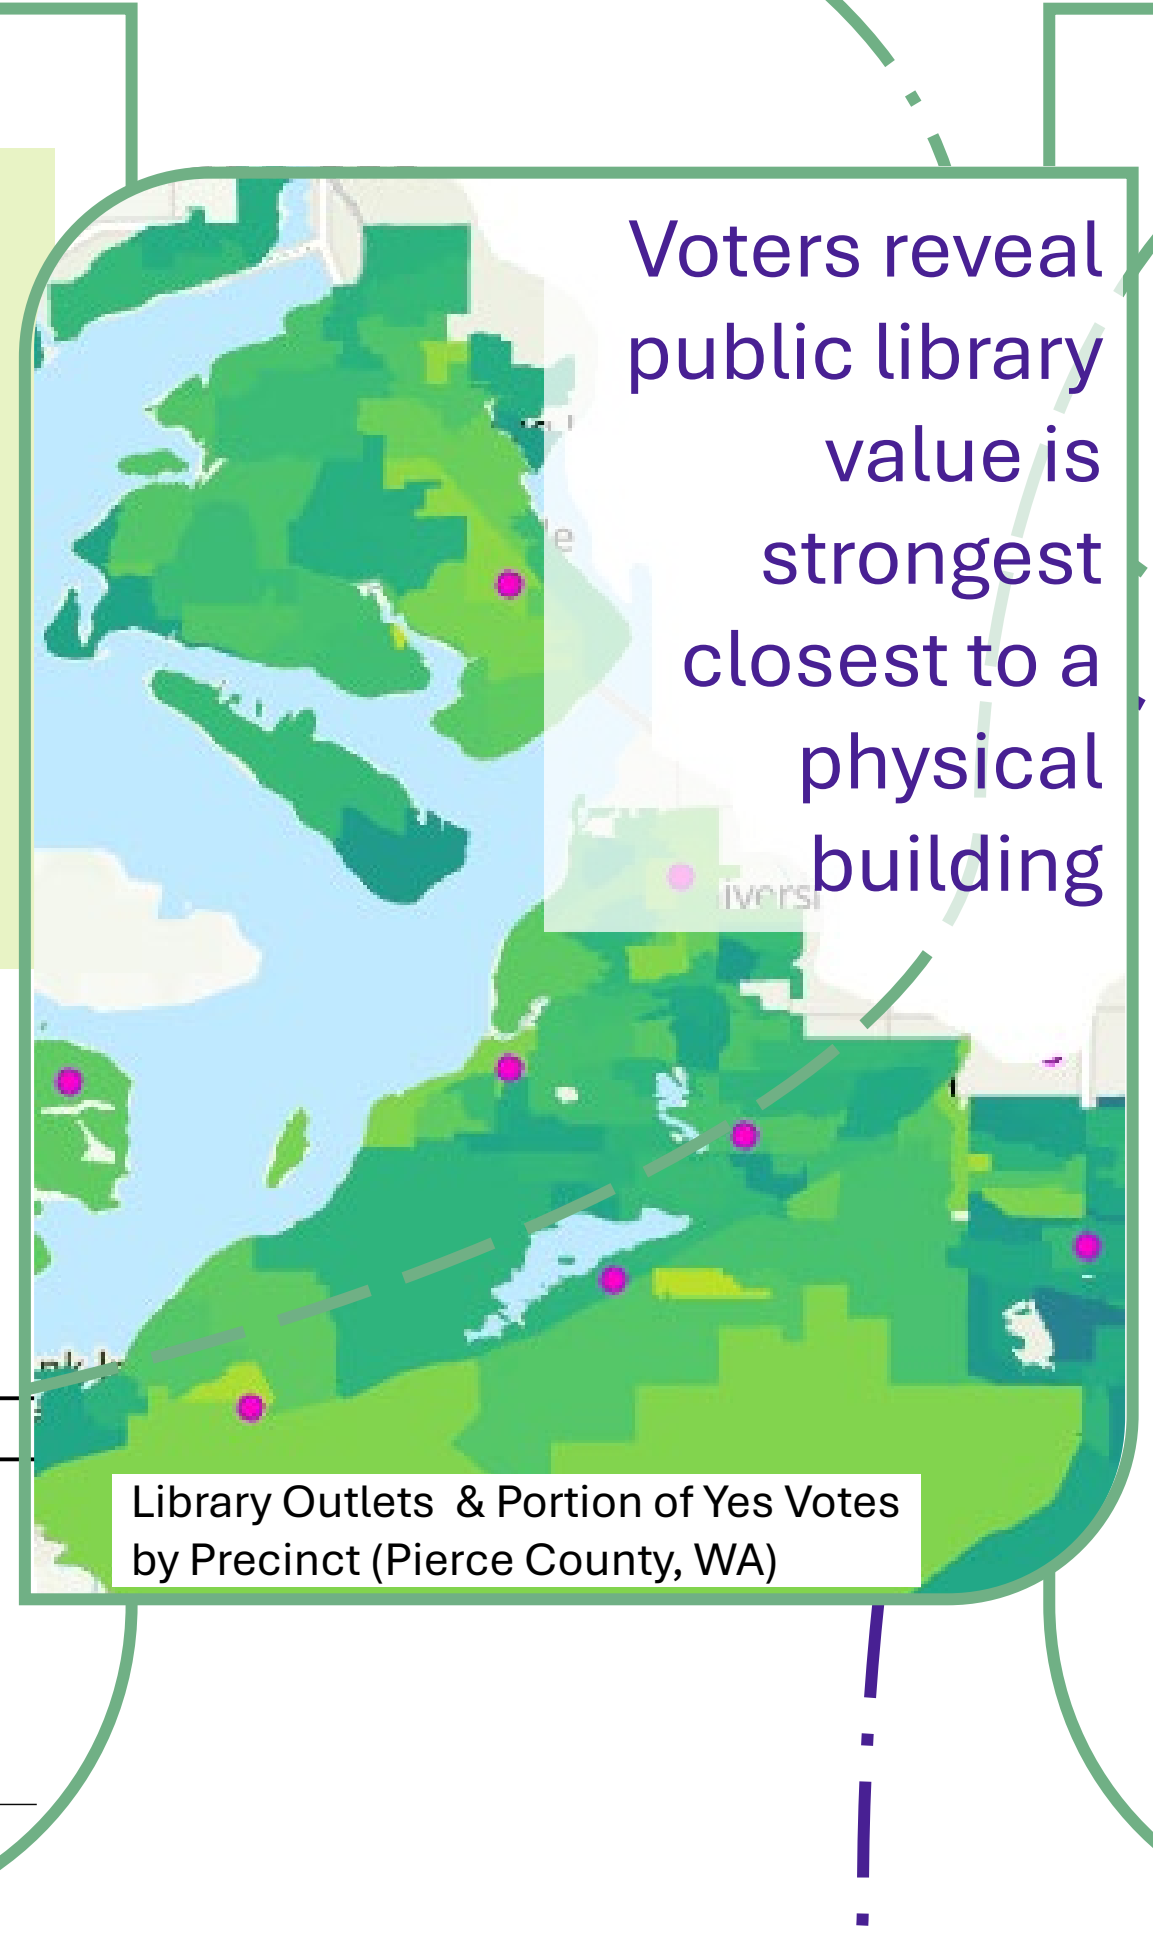 Voters reveal
public library
value is
strongest
closest to a
physical
building
Library Outlets & Portion of Yes Votes
by Precinct (Pierce County, WA)